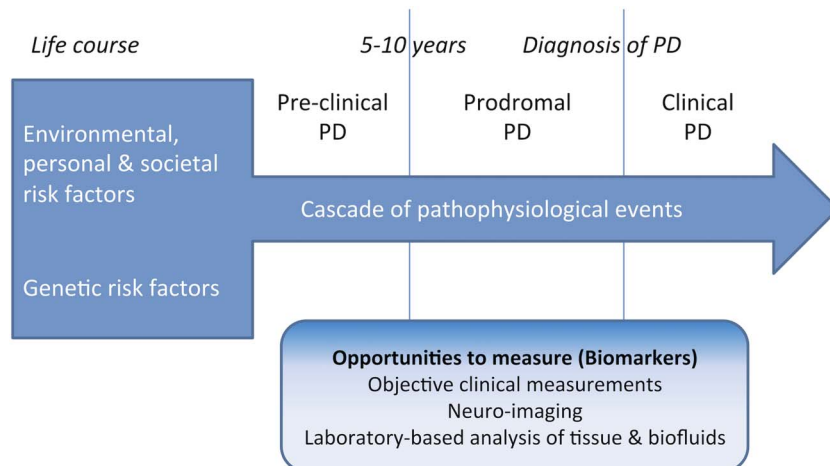 Life course
5-10 years
Diagnosis of PD
Pre-clinical
PD
Prodromal
PD
Clinical
PD
Environmental,
personal & societal
risk factors
Cascade of pathophysiological events
Genetic risk factors
Opportunities to measure (Biomarkers)
Objective clinical measurements
Neuro-imaging
Laboratory-based analysis of tissue & biofluids